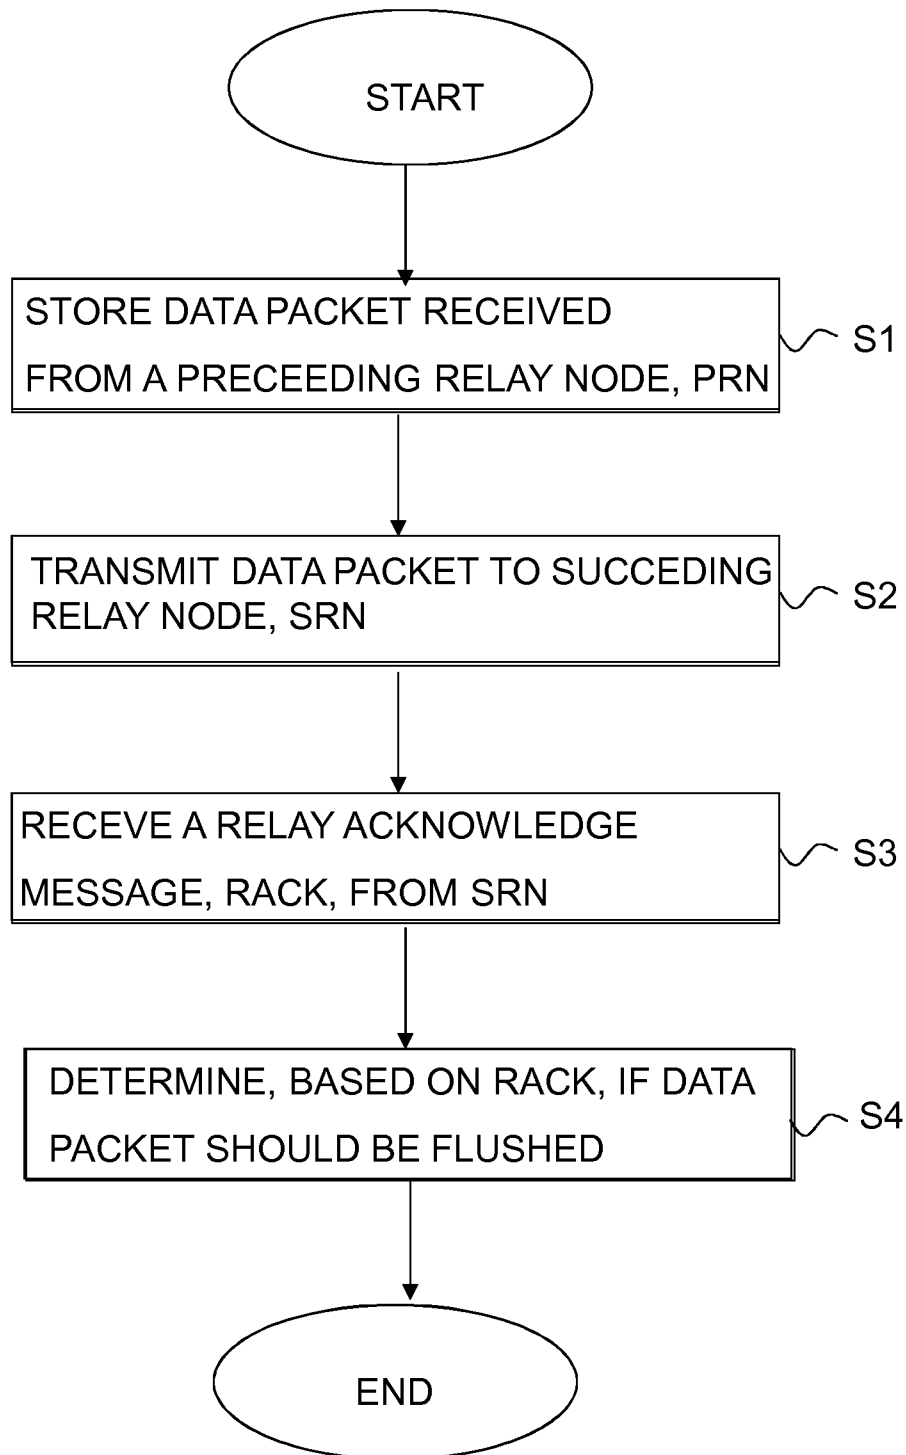 START
STORE DATA PACKET RECEIVED
FROM A PRECEEDING RELAY NODE, PRN
S1
TRANSMIT DATA PACKET TO SUCCEDING
RELAY NODE, SRN
S2
RECEVE A RELAY ACKNOWLEDGE
MESSAGE, RACK, FROM SRN
S3
DETERMINE, BASED ON RACK, IF DATA
PACKET SHOULD BE FLUSHED
S4
END